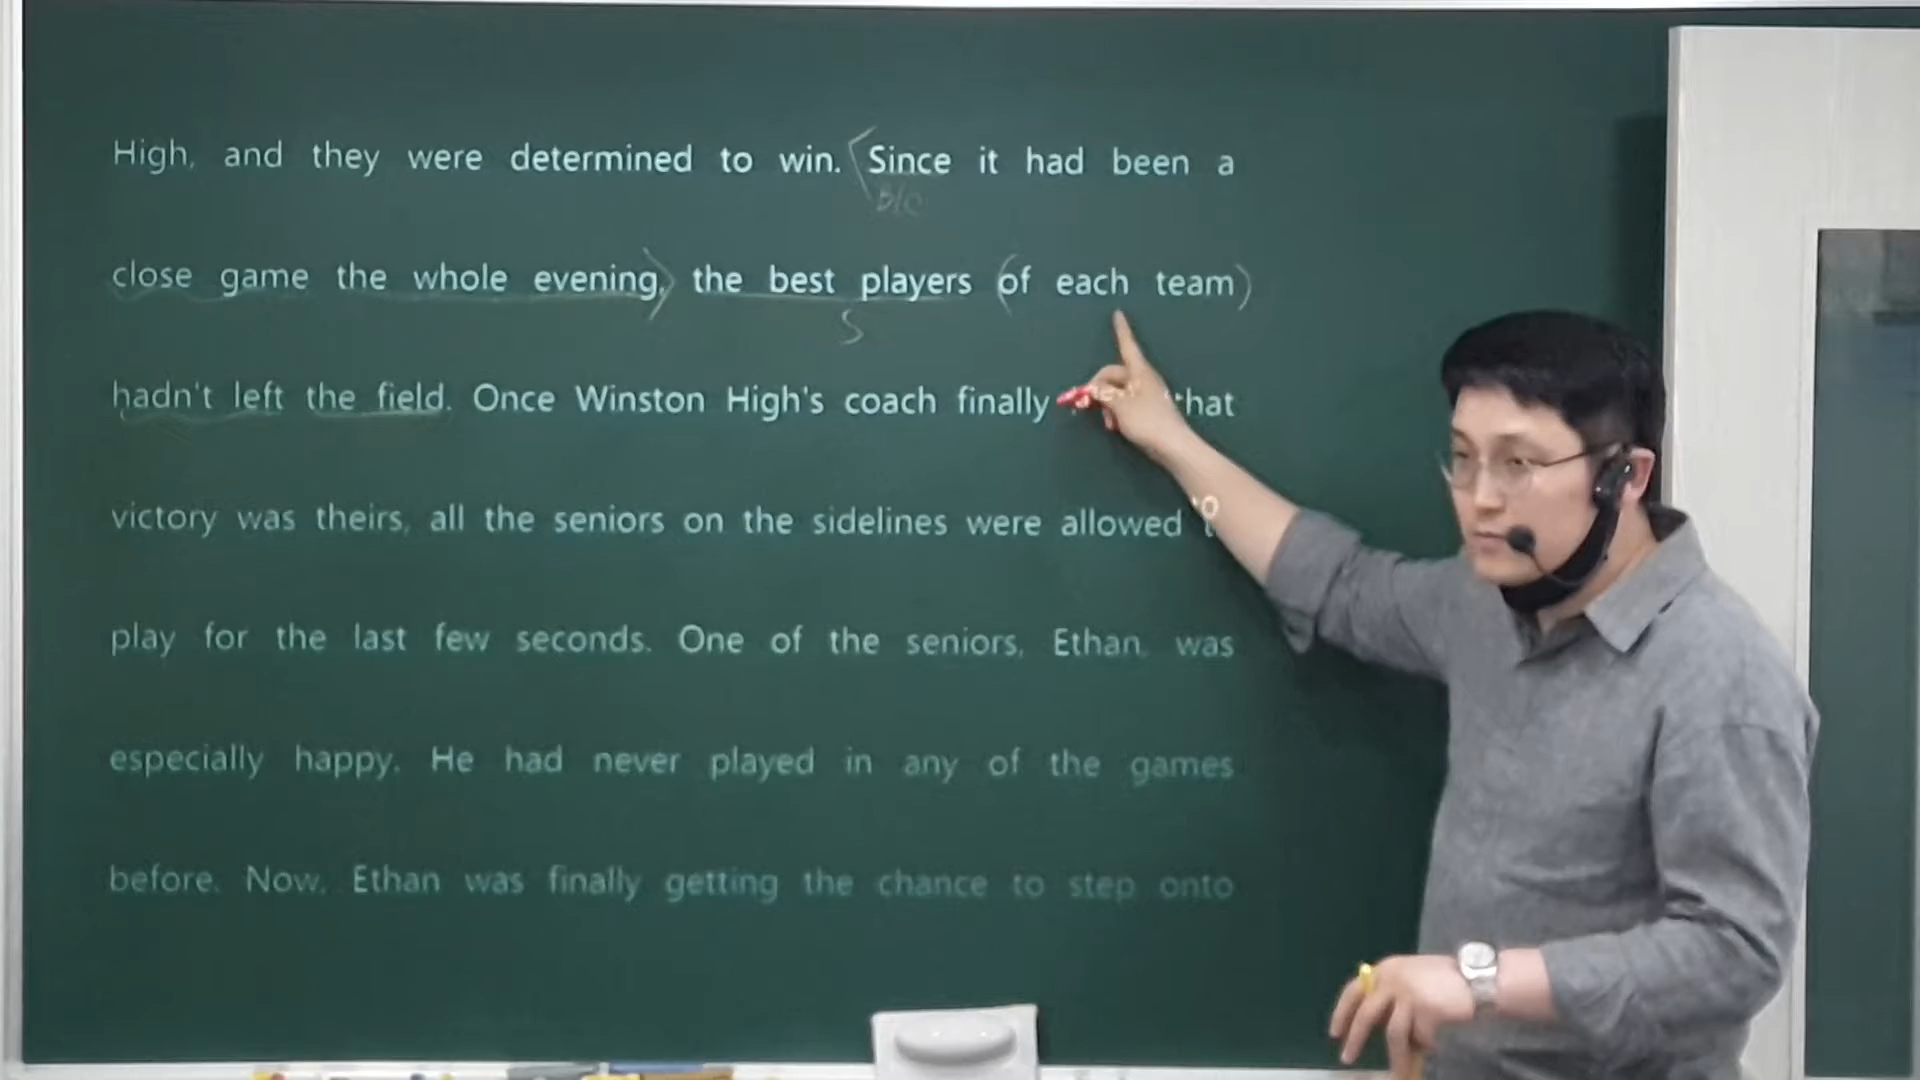 High, and they were determined to win. Since it had been a
B/C
close game the whole evening, the best players of each team
S
hadn't left the field. Once Winston High's coach finally that
victory was theirs, all the seniors on the sidelines were allowed to
play for the last few seconds. One of the seniors, Ethan, was
especially happy. He had never played in any of the games
before. Now, Ethan was finally getting the chance to step onto